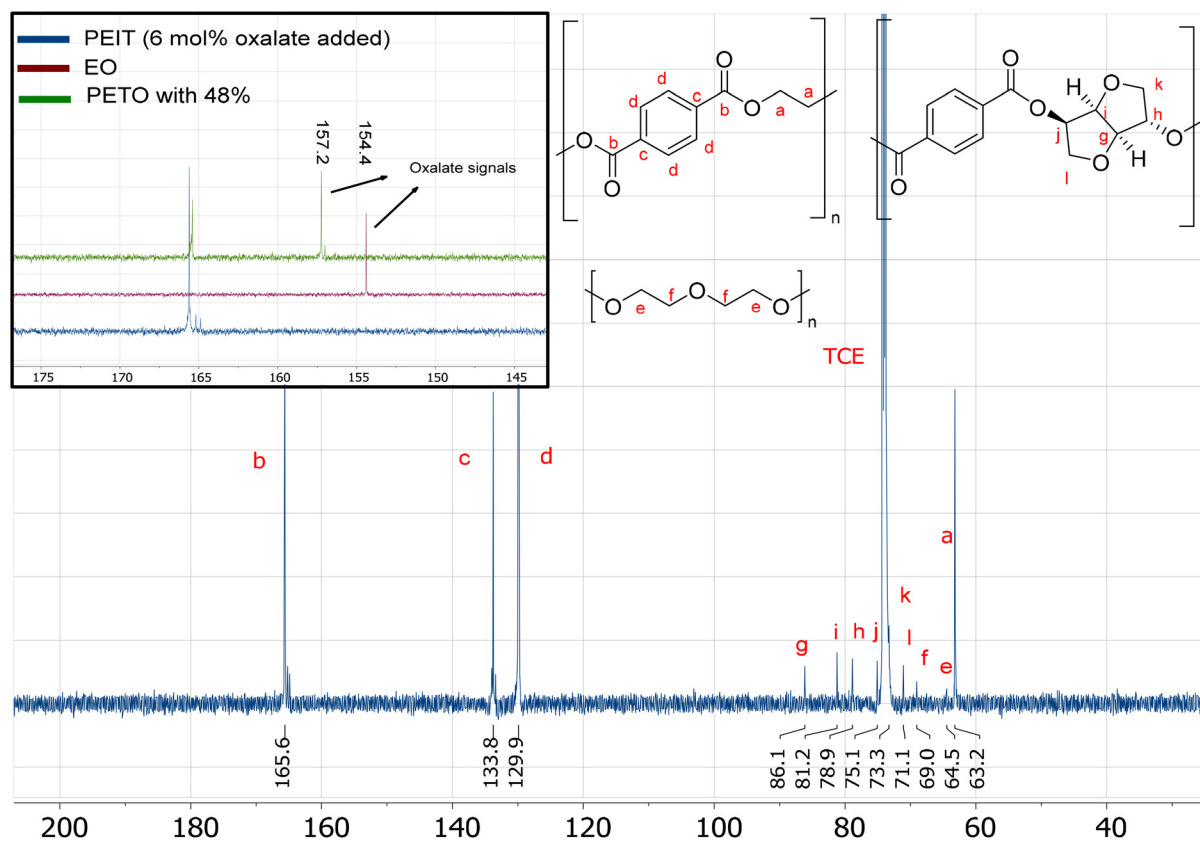 PEIT (6 mol% oxalate added)
EO
PETO with 48%
157.2
154.4
Oxalate signals
175 170 165 160 155 150 145
O
d
d
c
b
O
a
a
b
O
c
d
d
O
n
O
O
H
O
k
i
h
j
g
O
H
O
l
O
O
O
O
e
f
f
e
n
TCE
b
c
d
g
i
h
j
k
l
f
e
a
165.6
133.8
129.9
86.1
81.2
78.9
75.1
73.3
71.1
69.0
64.5
63.2
200 180 160 140 120 100 80 60 40